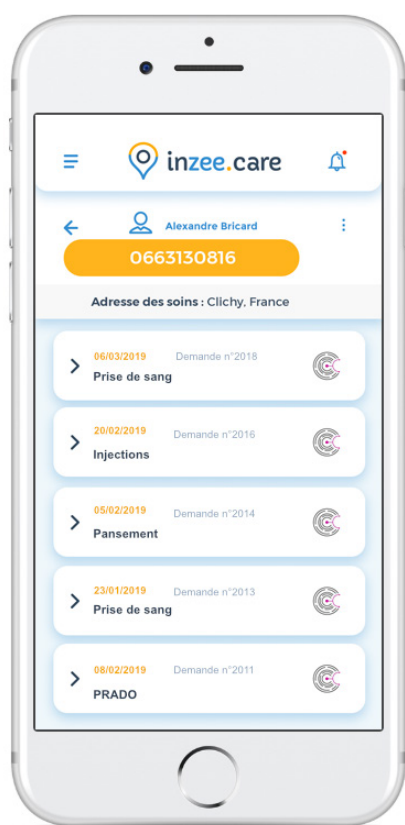 inzee.care
Alexandre Bricard
0663130816
Adresse des soins : Clichy, France
06/03/2019 Demande n°2018
Prise de sang
20/02/2019 Demande n°2016
Injections
05/02/2019 Demande n°2014
Pansement
23/01/2019 Demande n°2013
Prise de sang
08/02/2019 Demande n°2011
PRADO